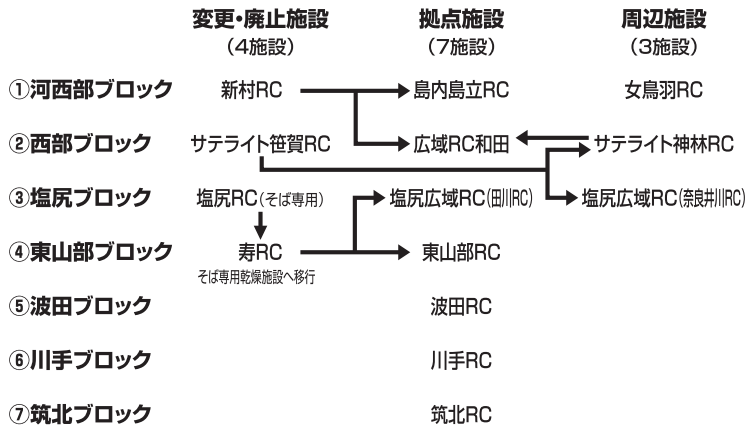 変更・廃止施設 拠点施設 周辺施設
（4施設） （7施設） （3施設）
①河西部ブロック 新村RC 島内島立RC 女鳥羽RC
②西部ブロック サテライト笹賀RC 広域RC和田 サテライト神林RC
③塩尻ブロック 塩尻RC（そば専用） 塩尻広域RC（田川RC） 塩尻広域RC（奈良井川RC）
④東山部ブロック 寿RC 東山部RC
そば専用乾燥施設へ移行
⑤波田ブロック 波田RC
⑥川手ブロック 川手RC
⑦筑北ブロック 筑北RC